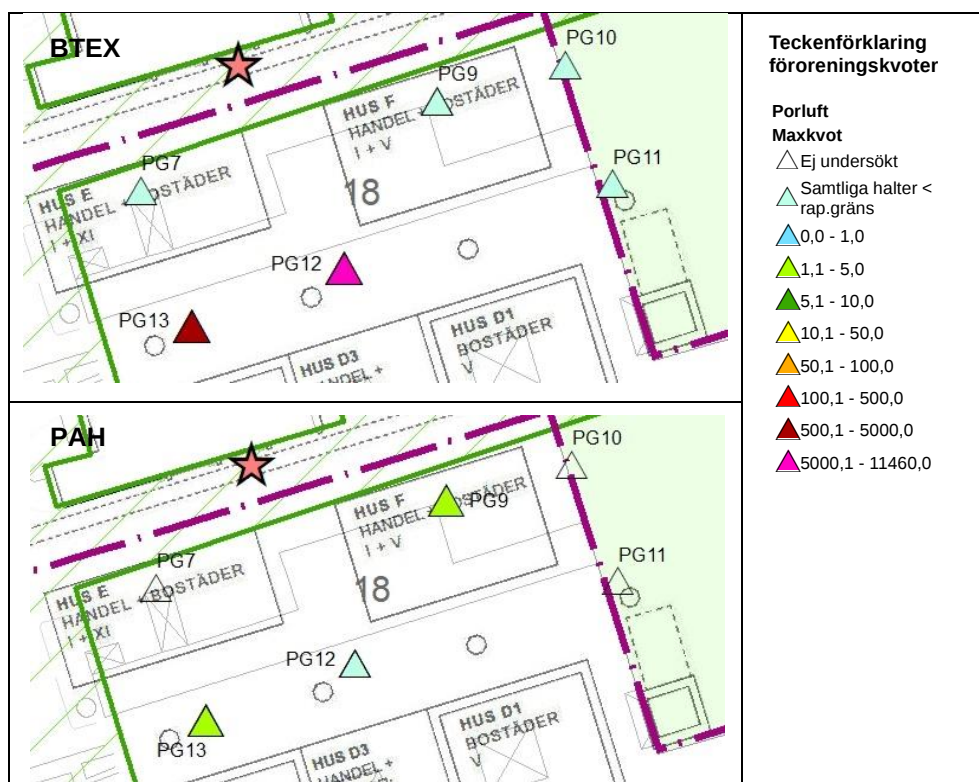 BTEX
PG10
PG9
HUS F
HANDEL + BOSTÄDER
I + V
PG7
PG11
HUS E
HANDEL + BOSTÄDER
I + XI
18
PG12
PG13
HUS D1
BOSTÄDER
V
HUS D3
HANDEL +
PAH
PG10
PG9
HUS F
HANDEL + BOSTÄDER
I + V
PG7
PG11
HUS E
HANDEL + BOSTÄDER
I + XI
18
PG12
PG13
HUS D1
BOSTÄDER
V
HUS D3
HANDEL +
Teckenförklaring
föroreningskvoter
Porluft
Maxkvot
Ej undersökt
Samtliga halter <
rap.gräns
0,0 - 1,0
1,1 - 5,0
5,1 - 10,0
10,1 - 50,0
50,1 - 100,0
100,1 - 500,0
500,1 - 5000,0
5000,1 - 11460,0